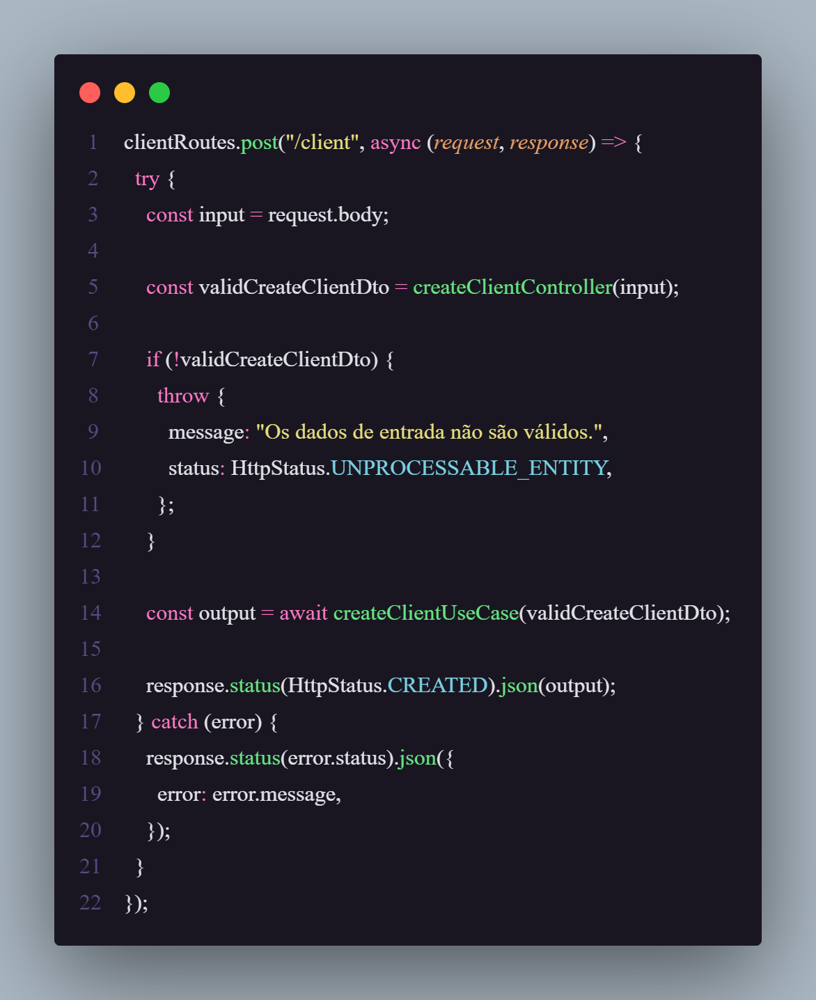 1 clientRoutes.post("/client", async (request, response) => {
2 try {
3 const input = request.body;
4
5 const validCreateClientDto = createClientController(input);
6
7 if (!validCreateClientDto) {
8 throw {
9 message: "Os dados de entrada não são válidos.",
10 status: HttpStatus.UNPROCESSABLE_ENTITY,
11 };
12 }
13
14 const output = await createClientUseCase(validCreateClientDto);
15
16 response.status(HttpStatus.CREATED).json(output);
17 } catch (error) {
18 response.status(error.status).json({
19 error: error.message,
20 });
21 }
22 });